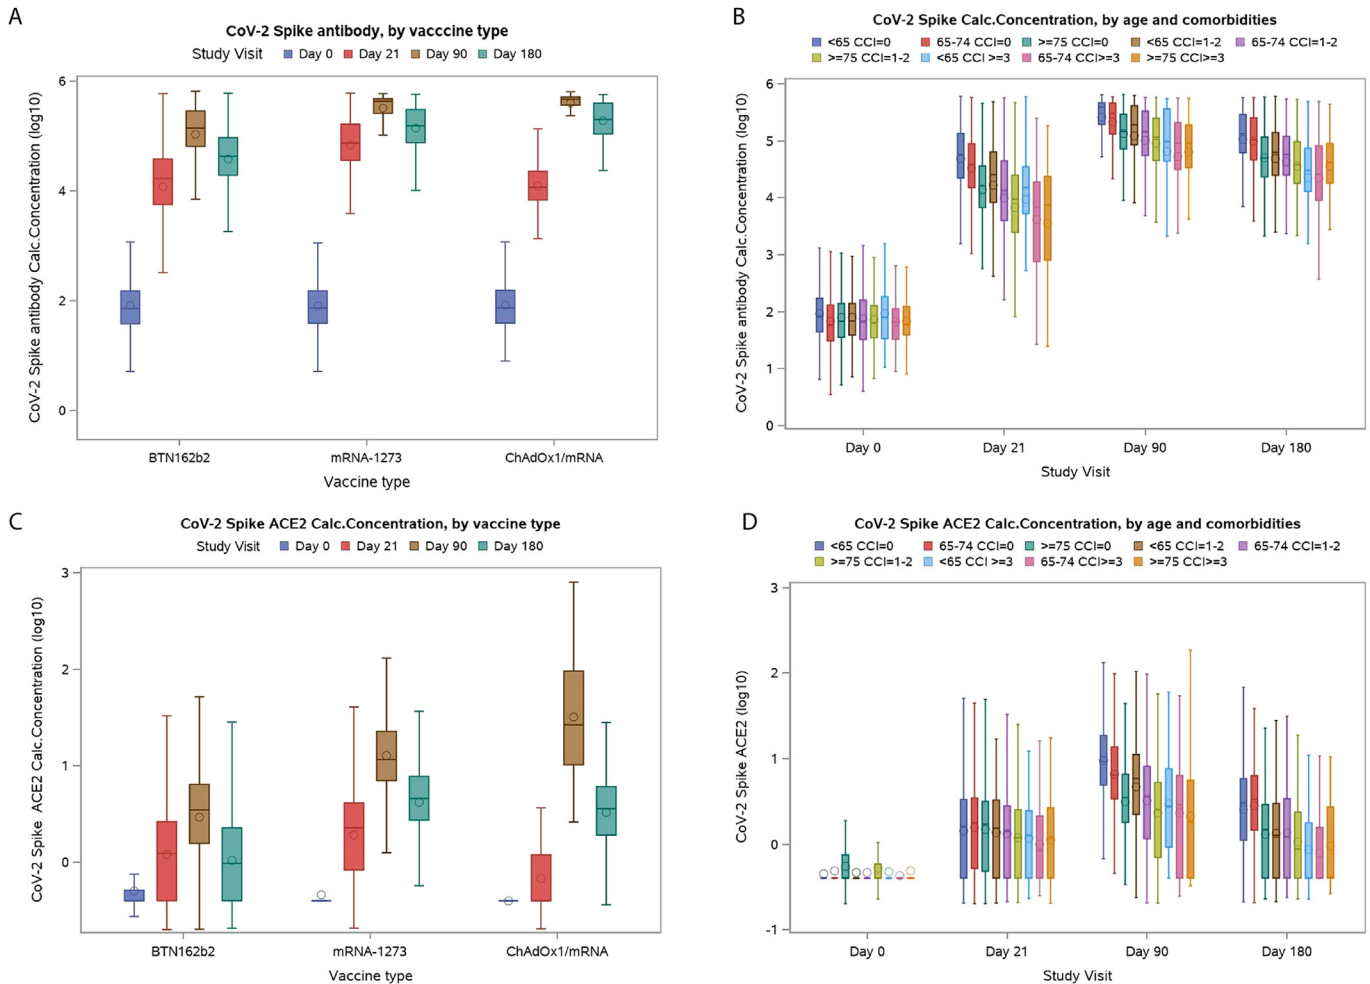 A
CoV-2 Spike antibody, by vacccine type
Study Visit Day 0 Day 21 Day 90 Day 180
CoV-2 Spike antibody Calc.Concentration (log10)
6
4
2
0
BTN162b2 mRNA-1273 ChAdOx1/mRNA
Vaccine type
B
CoV-2 Spike Calc.Concentration, by age and comorbidities
<65 CCI=0 65-74 CCI=0 >=75 CCI=0 <65 CCI=1-2 65-74 CCI=1-2
>=75 CCI=1-2 <65 CCI >=3 65-74 CCI>=3 >=75 CCI>=3
CoV-2 Spike antibody Calc.Concentration (log10)
6
5
4
3
2
1
0
Day 0 Day 21 Day 90 Day 180
Study Visit
C
CoV-2 Spike ACE2 Calc.Concentration, by vaccine type
Study Visit Day 0 Day 21 Day 90 Day 180
CoV-2 Spike ACE2 Calc.Concentration (log10)
3
2
1
0
BTN162b2 mRNA-1273 ChAdOx1/mRNA
Vaccine type
D
CoV-2 Spike ACE2 Calc.Concentration, by age and comorbidities
<65 CCI=0 65-74 CCI=0 >=75 CCI=0 <65 CCI=1-2 65-74 CCI=1-2
>=75 CCI=1-2 <65 CCI >=3 65-74 CCI>=3 >=75 CCI>=3
CoV-2 Spike ACE2 (log10)
3
2
1
0
-1
Day 0 Day 21 Day 90 Day 180
Study Visit